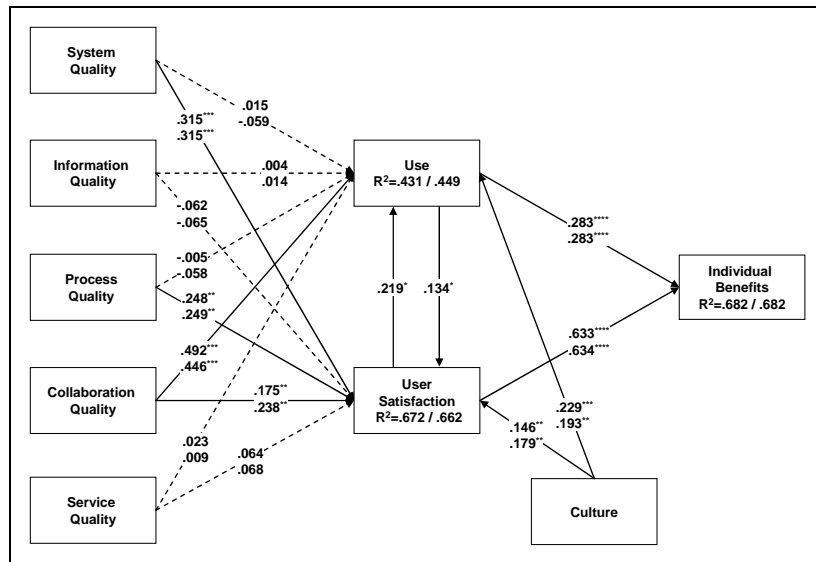 System
Quality
.015
-.059
.315***
.315***
Information
Quality
.004
.014
Use
R²=.431 / .449
-.062
-.065
-.005
-.058
.283****
.283****
Process
Quality
.248**
.249**
.219*
.134*
Individual
Benefits
R²=.682 / .682
.492***
.446***
.633****
.634****
Collaboration
Quality
.175**
.238**
User
Satisfaction
R²=.672 / .662
.229***
.193**
.146**
.179**
.023
.009
.064
.068
Service
Quality
Culture